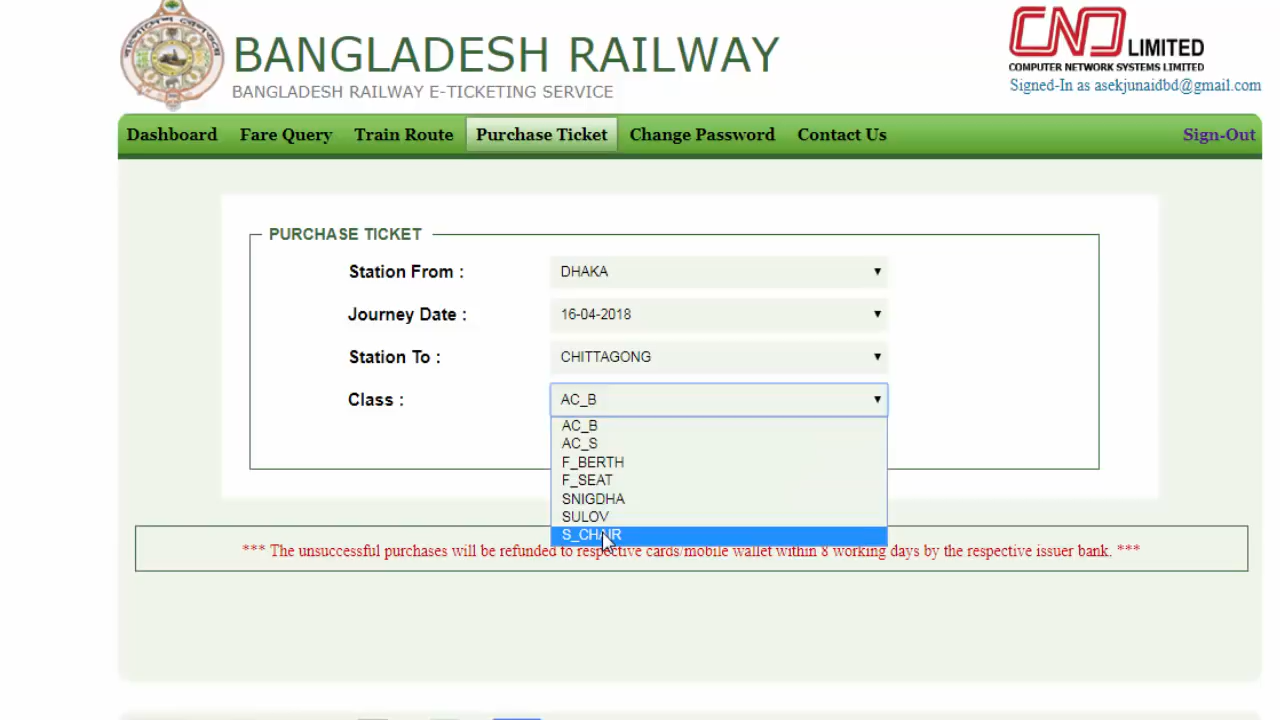 BANGLADESH RAILWAY
BANGLADESH RAILWAY E-TICKETING SERVICE
LIMITED
COMPUTER NETWORK SYSTEMS LIMITED
Signed-In as asekjunaidbd@gmail.com
Dashboard Fare Query Train Route Purchase Ticket Change Password Contact Us Sign-Out
PURCHASE TICKET
Station From : DHAKA
Journey Date : 16-04-2018
Station To : CHITTAGONG
Class : AC_B
AC_B
AC_S
F_BERTH
F_SEAT
SNIGDHA
SULOV
S_CHAIR
*** The unsuccessful purchases will be refunded to respective cards/mobile wallet within 8 working days by the respective issuer bank. ***